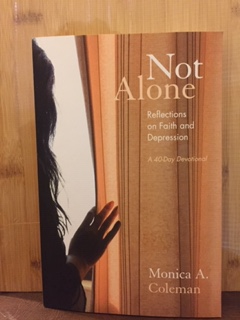 Not
Alone
Reflections
on Faith and
Depression
A 40-Day Devotional
Monica A.
Coleman